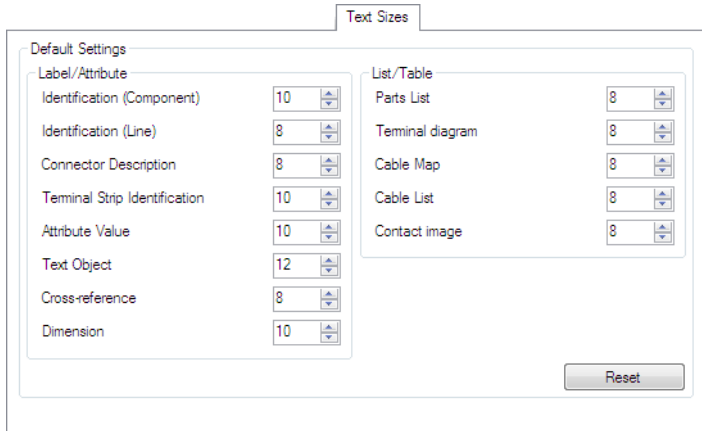 Text Sizes
Default Settings
Label/Attribute
Identification (Component) 10
Identification (Line) 8
Connector Description 8
Terminal Strip Identification 10
Attribute Value 10
Text Object 12
Cross-reference 8
Dimension 10
List/Table
Parts List 8
Terminal diagram 8
Cable Map 8
Cable List 8
Contact image 8
Reset